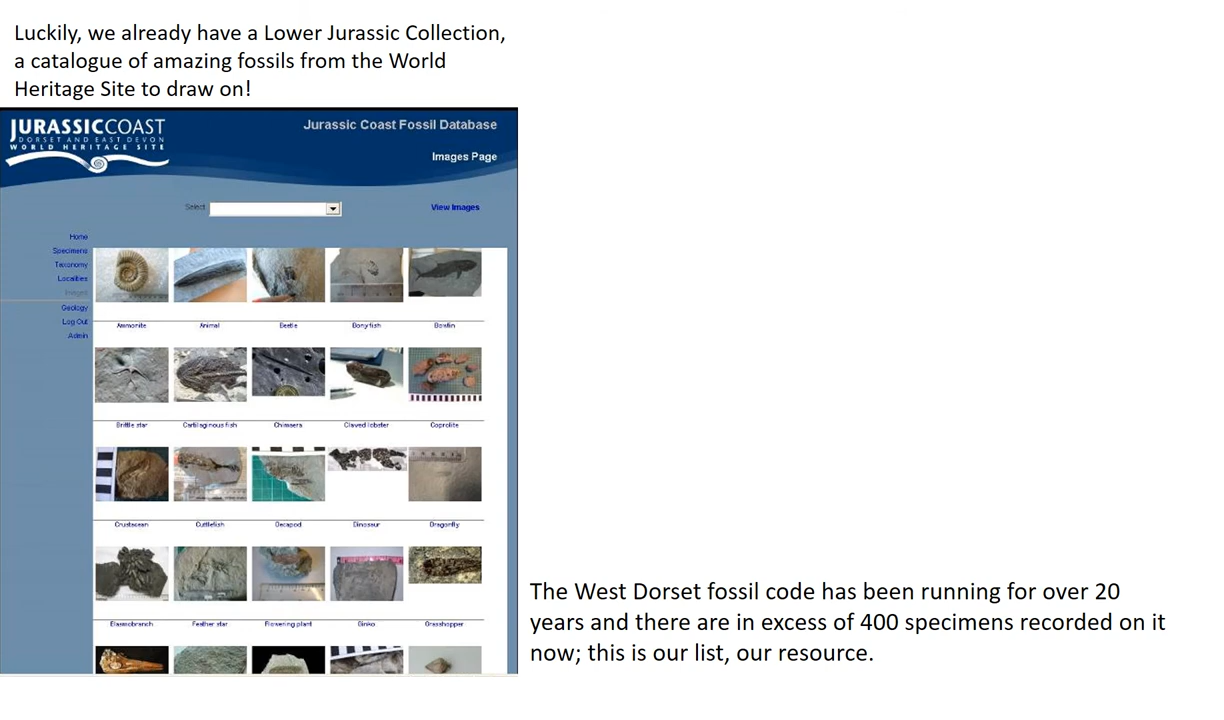 Luckily, we already have a Lower Jurassic Collection,
a catalogue of amazing fossils from the World
Heritage Site to draw on!
JURASSICCOAST
DORSET AND EAST DEVON
WORLD HERITAGE SITE
Jurassic Coast Fossil Database
Images Page
Select
View Images
Home
Specimens
Taxonomy
Localities
Images
Geology
Log Out
Admin
Ammonite Animal Beetle Bony fish Bowfin
Brittle star Cartilaginous fish Chimaera Clawed lobster Coprolite
Crustacean Cuttlefish Decapod Dinosaur Dragonfly
Elasmobranch Feather star Flowering plant Ginko Grasshopper
The West Dorset fossil code has been running for over 20
years and there are in excess of 400 specimens recorded on it
now; this is our list, our resource.